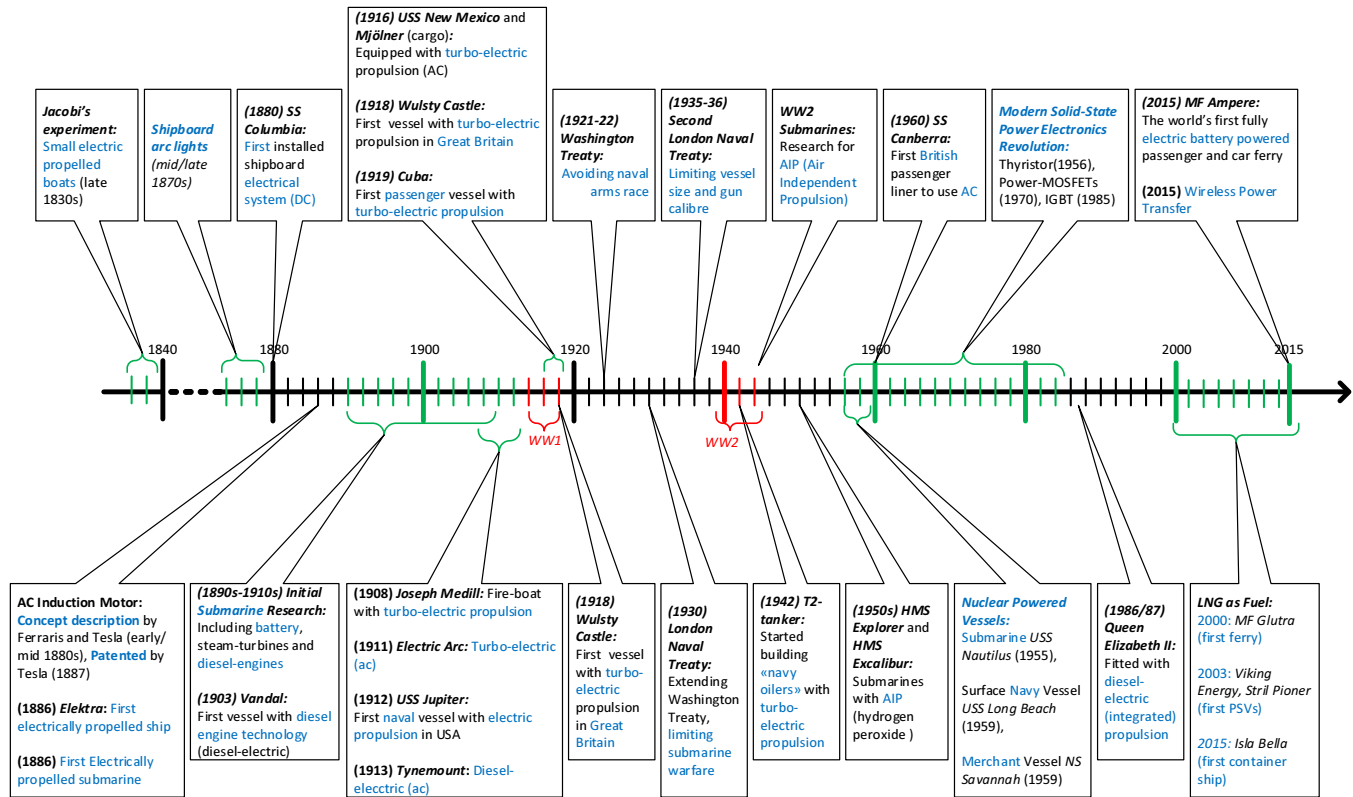 (1916) USS New Mexico and
Mjölner (cargo):
Equipped with turbo-electric
propulsion (AC)
(1918) Wulsty Castle:
First vessel with turbo-electric
propulsion in Great Britain
(1919) Cuba:
First passenger vessel with
turbo-electric propulsion
Jacobi's
experiment:
Small electric
propelled
boats (late
1830s)
Shipboard
arc lights
(mid/late
1870s)
(1880) SS
Columbia:
First installed
shipboard
electrical
system (DC)
(1921-22)
Washington
Treaty:
Avoiding naval
arms race
(1935-36)
Second
London Naval
Treaty:
Limiting vessel
size and gun
calibre
WW2
Submarines:
Research for
AIP (Air
Independent
Propulsion)
(1960) SS
Canberra:
First British
passenger
liner to use AC
Modern Solid-State
Power Electronics
Revolution:
Thyristor(1956),
Power-MOSFETs
(1970), IGBT (1985)
(2015) MF Ampere:
The world's first fully
electric battery powered
passenger and car ferry
(2015) Wireless Power
Transfer
1840
1880
1900
1920
1940
1960
1980
2000
2015
WW1
WW2
AC Induction Motor:
Concept description by
Ferraris and Tesla (early/
mid 1880s), Patented by
Tesla (1887)
(1886) Elektra: First
electrically propelled ship
(1886) First Electrically
propelled submarine
(1890s-1910s) Initial
Submarine Research:
Including battery,
steam-turbines and
diesel-engines
(1903) Vandal:
First vessel with diesel
engine technology
(diesel-electric)
(1908) Joseph Medill: Fire-boat
with turbo-electric propulsion
(1911) Electric Arc: Turbo-electric
(ac)
(1912) USS Jupiter:
First naval vessel with electric
propulsion in USA
(1913) Tynemount: Diesel-
elecctric (ac)
(1918)
Wulsty
Castle:
First vessel
with turbo-
electric
propulsion
in Great
Britain
(1930)
London
Naval
Treaty:
Extending
Washington
Treaty,
limiting
submarine
warfare
(1942) T2-
tanker:
Started
building
«navy
oilers» with
turbo-
electric
propulsion
(1950s) HMS
Explorer and
HMS
Excalibur:
Submarines
with AIP
(hydrogen
peroxide )
Nuclear Powered
Vessels:
Submarine USS
Nautilus (1955),
Surface Navy Vessel
USS Long Beach
(1959),
Merchant Vessel NS
Savannah (1959)
(1986/87)
Queen
Elizabeth II:
Fitted with
diesel-
electric
(integrated)
propulsion
LNG as Fuel:
2000: MF Glutra
(first ferry)
2003: Viking
Energy, Stril Pioner
(first PSVs)
2015: Isla Bella
(first container
ship)